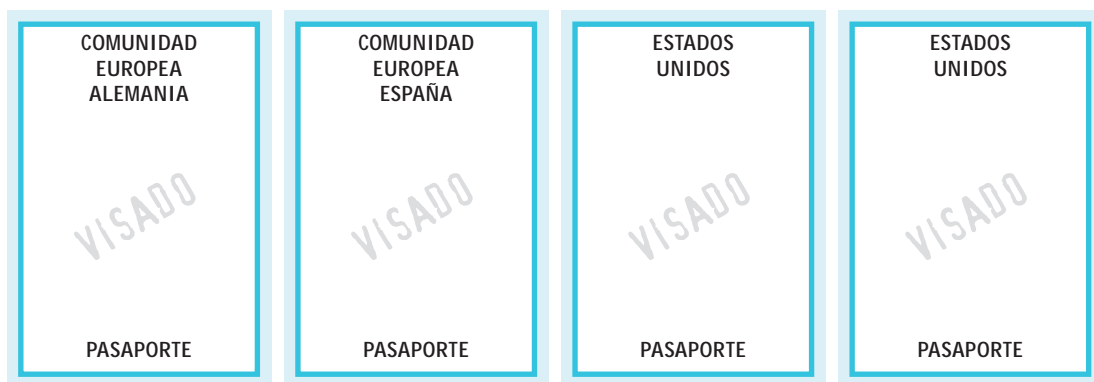 COMUNIDAD
EUROPEA
ALEMANIA
VISADO
PASAPORTE
COMUNIDAD
EUROPEA
ESPAÑA
VISADO
PASAPORTE
ESTADOS
UNIDOS
VISADO
PASAPORTE
ESTADOS
UNIDOS
VISADO
PASAPORTE